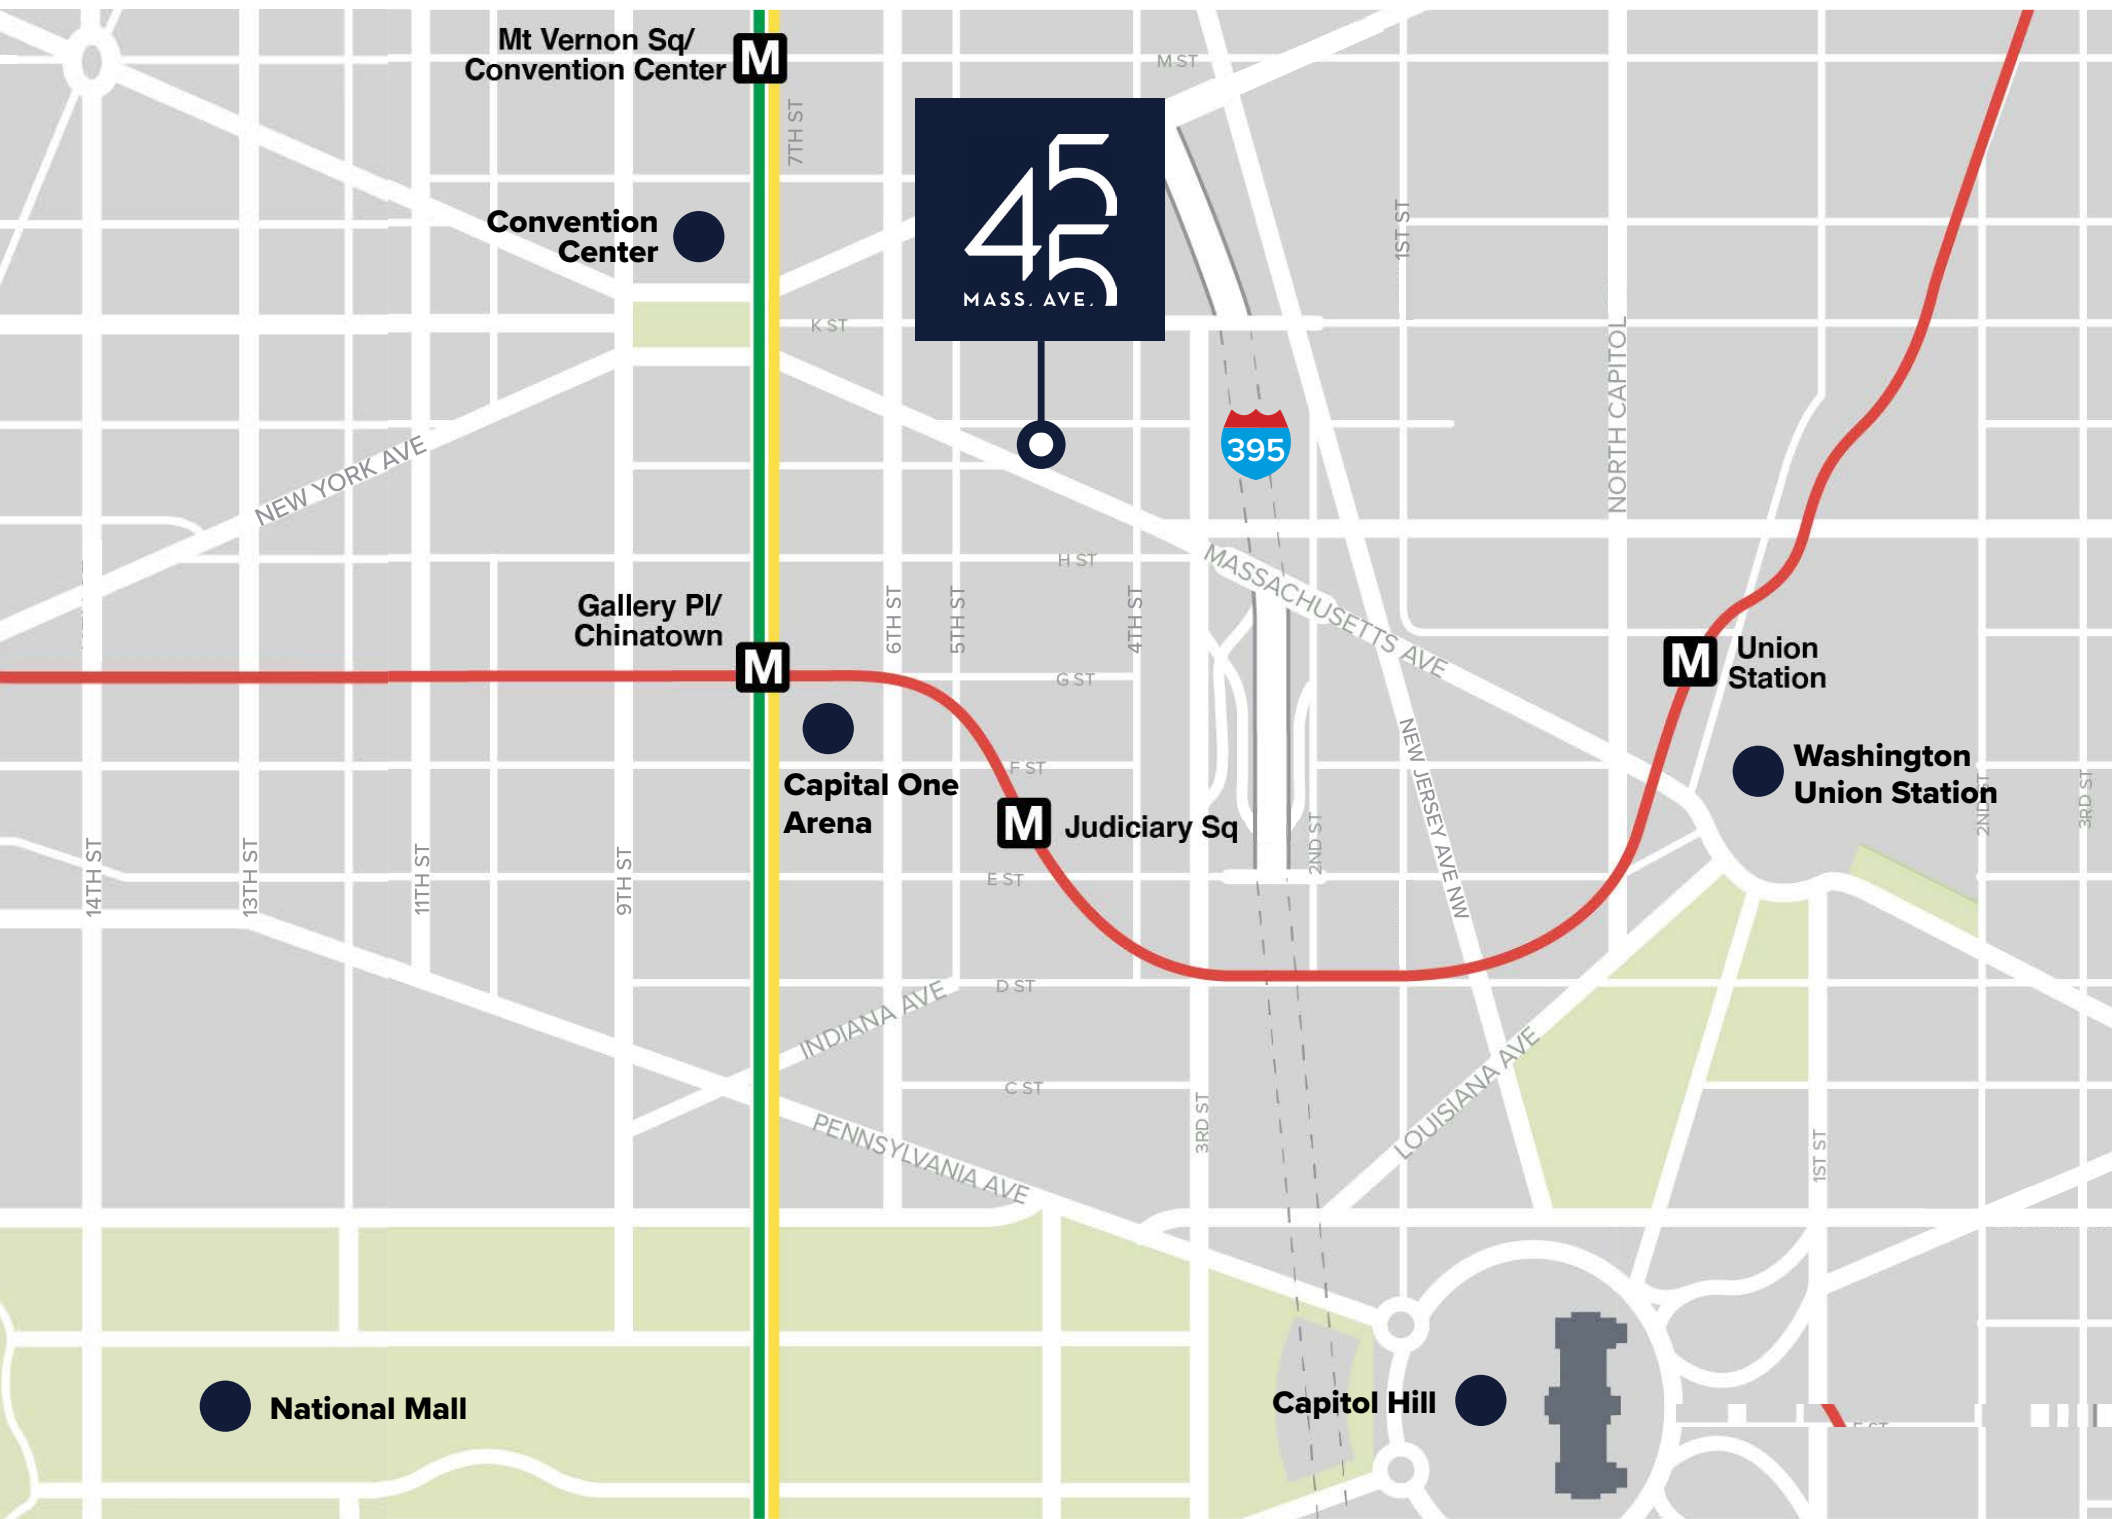 Mt Vernon Sq/
Convention Center
M
M ST
7TH ST
455
MASS. AVE.
Convention
Center
1ST ST
K ST
NORTH CAPITOL
395
NEW YORK AVE
H ST
MASSACHUSETTS AVE
Gallery Pl/
Chinatown
M
6TH ST
5TH ST
4TH ST
G ST
M
Union
Station
NEW JERSEY AVE NW
F ST
Capital One
Arena
M
Judiciary Sq
Washington
Union Station
2ND ST
3RD ST
14TH ST
13TH ST
11TH ST
9TH ST
E ST
2ND ST
INDIANA AVE
D ST
C ST
LOUISIANA AVE
PENNSYLVANIA AVE
3RD ST
1ST ST
National Mall
Capitol Hill